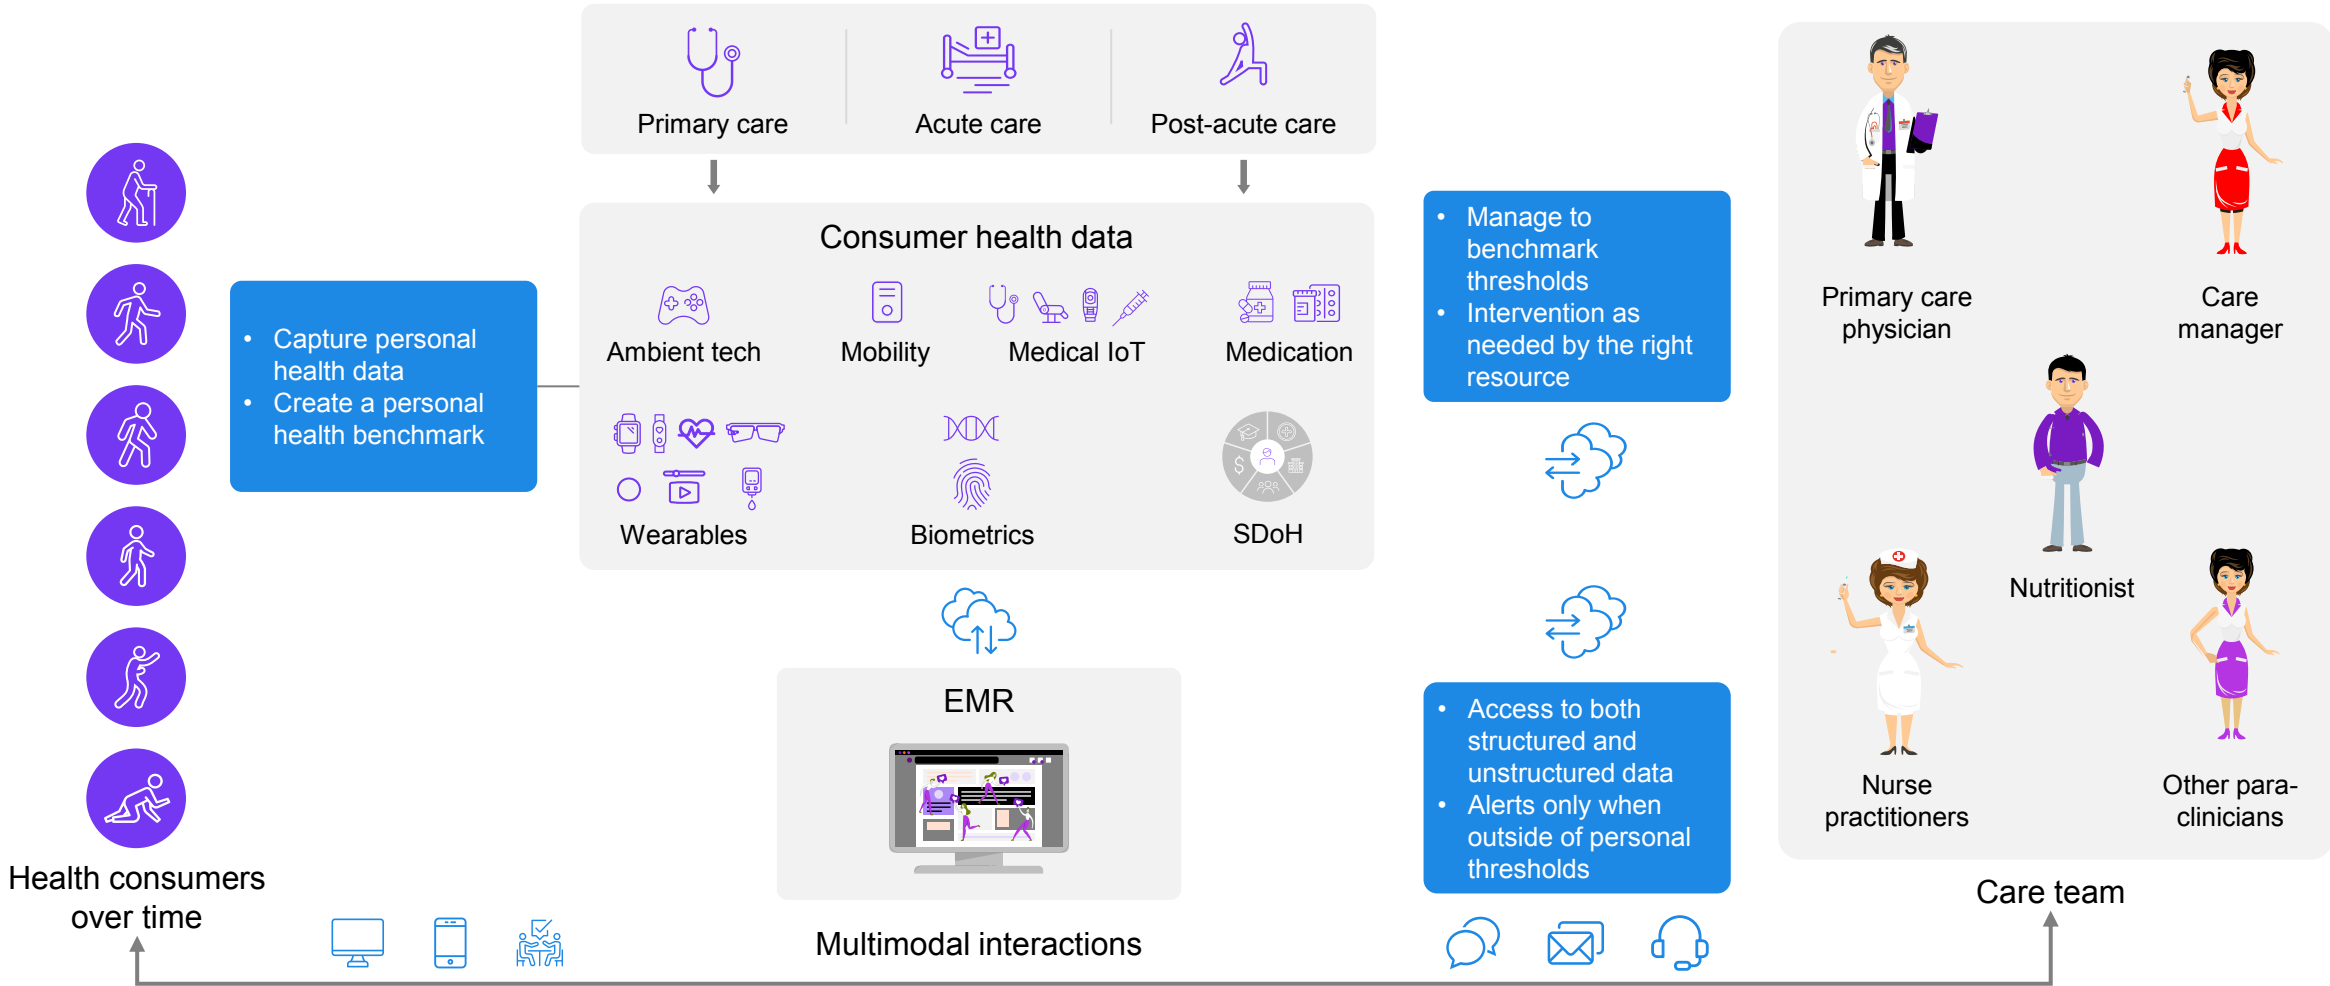 Primary care
Acute care
Post-acute care
Consumer health data
Ambient tech
Mobility
Medical IoT
Medication
Wearables
Biometrics
SDoH
• Capture personal
health data
• Create a personal
health benchmark
• Manage to
benchmark
thresholds
• Intervention as
needed by the right
resource
EMR
• Access to both
structured and
unstructured data
• Alerts only when
outside of personal
thresholds
Primary care
physician
Care
manager
Nutritionist
Nurse
practitioners
Other para-
clinicians
Health consumers
over time
Multimodal interactions
Care team